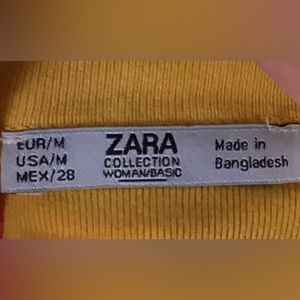 EUR/M
USA/M
MEX/28
ZARA
COLLECTION
WOMAN/BASIC
Made in
Bangladesh